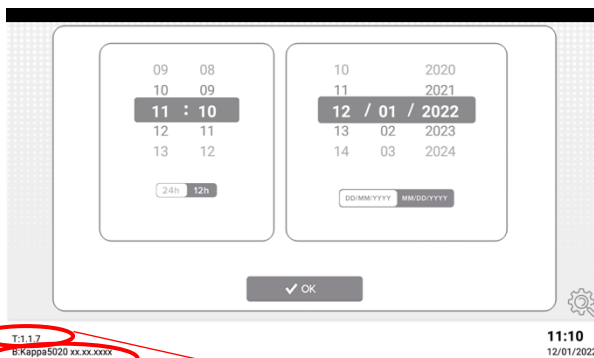 09 08
10 09
11 : 10
12 11
13 12
24h 12h
10 2020
11 2021
12 / 01 / 2022
13 02 2023
14 03 2024
DD/MM/YYYY MM/DD/YYYY
✓ OK
T:1.1.7
B:Kappa5020 xx.xx.xxxx
11:10
12/01/2022